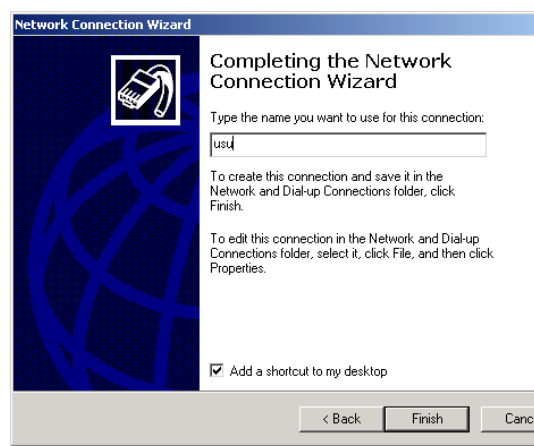 Network Connection Wizard
Completing the Network
Connection Wizard
Type the name you want to use for this connection:
usu
To create this connection and save it in the
Network and Dial-up Connections folder, click
Finish.
To edit this connection in the Network and Dial-up
Connections folder, select it, click File, and then click
Properties.
Add a shortcut to my desktop
< Back Finish Canc